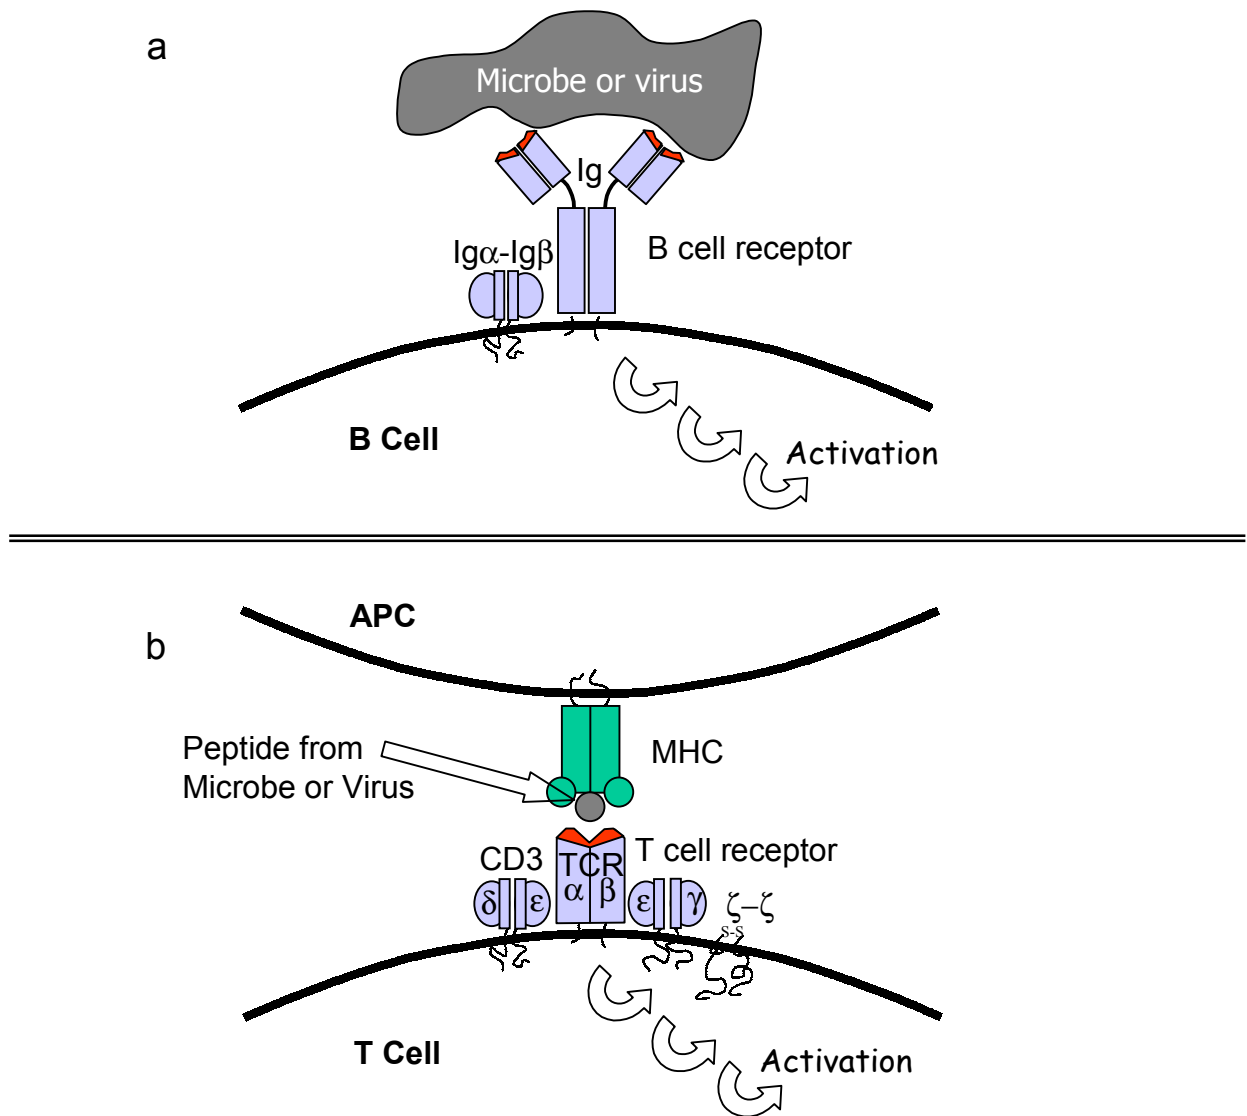 a
Microbe or virus
Ig
Igα-Igβ
B cell receptor
B Cell
Activation
APC
b
Peptide from
Microbe or Virus
MHC
CD3
T cell receptor
TCR
δ ε α β ε γ
ζ–ζ
S-S
T Cell
Activation